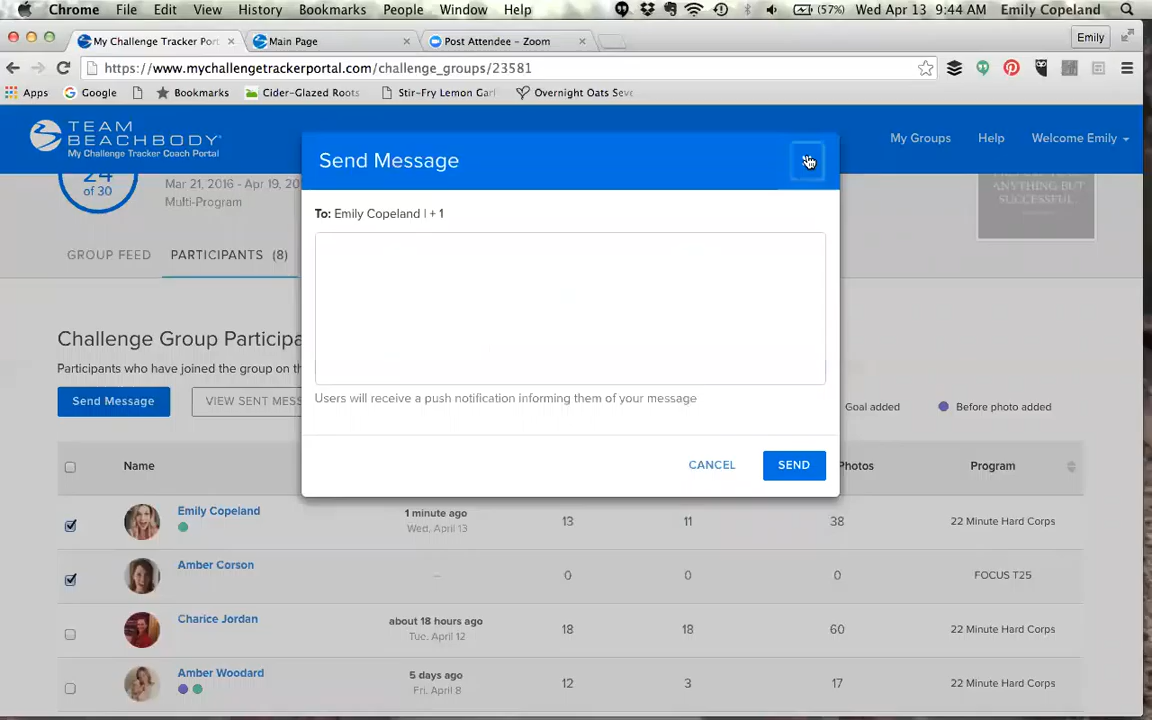 Chrome File Edit View History Bookmarks People Window Help (57%) Wed Apr 13 9:44 AM Emily Copeland
My Challenge Tracker Por Main Page Post Attendee - Zoom Emily
https://www.mychallengetrackerportal.com/challenge_groups/23581
Apps Google Bookmarks Cider-Glazed Roots Stir-Fry Lemon Garl Overnight Oats Seve
TEAM
BEACHBODY
My Challenge Tracker Coach Portal
My Groups Help Welcome Emily
24
of 30
Mar 21, 2016 - Apr 19, 20
Multi-Program
ANYTHING BUT
SUCCESSFUL
GROUP FEED PARTICIPANTS (8)
Send Message
To: Emily Copeland | + 1
Users will receive a push notification informing them of your message
CANCEL SEND
Challenge Group Participa
Participants who have joined the group on th
Send Message VIEW SENT MESS Goal added Before photo added
Name Photos Program
Emily Copeland 1 minute ago Wed, April 13 13 11 38 22 Minute Hard Corps
Amber Corson – 0 0 0 FOCUS T25
Charice Jordan about 18 hours ago Tue, April 12 18 18 60 22 Minute Hard Corps
Amber Woodard 5 days ago Fri, April 8 12 3 17 22 Minute Hard Corps